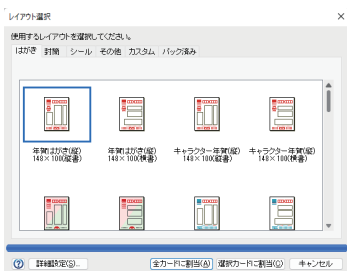 レイアウト選択
使用するレイアウトを選択してください。
はがき 封筒 シール その他 カスタム パック済み
年賀はがき(縦) 年賀はがき(縦) キャラクター年賀(縦) キャラクター年賀(縦)
148×100(縦書) 148×100(横書) 148×100(縦書) 148×100(横書)
? 詳細設定(S)... 全カードに割当(A) 選択カードに割当(C) キャンセル